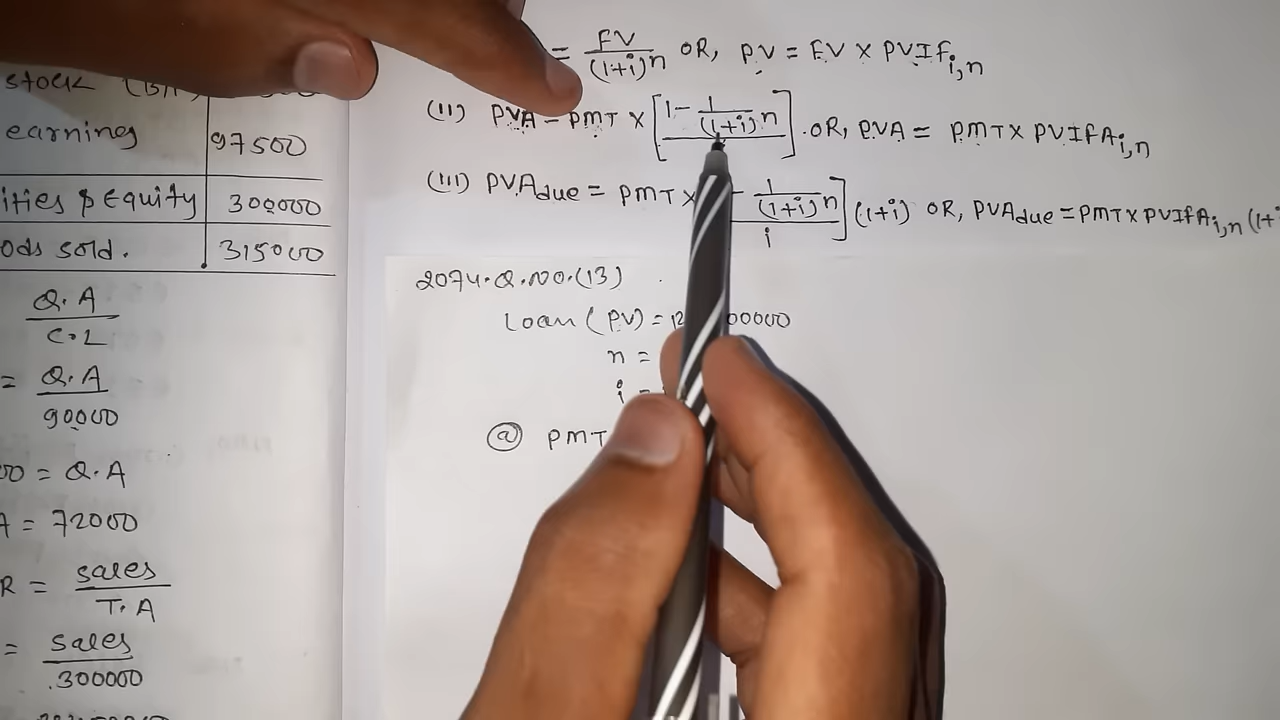 stock
earnings 97500
ities & Equity 300000
ods sold. 315000
Q.A
C.L
= Q.A
90000
00 = Q.A
A = 72000
R = sales
T.A
= sales
300000
= FV/(1+i)^n OR, PV = FV × PVIF i,n
(II) PVA = PMT × [1 - 1/(1+i)^n] OR, PVA = PMT × PVIFA i,n
(III) PVAdue = PMT × - 1/(1+i)^n / i] (1+i) OR, PVAdue = PMT × PVIFA i,n (1+
2074.Q.NO.(13)
Loan (PV) = 00000
n =
i =
(a) PMT